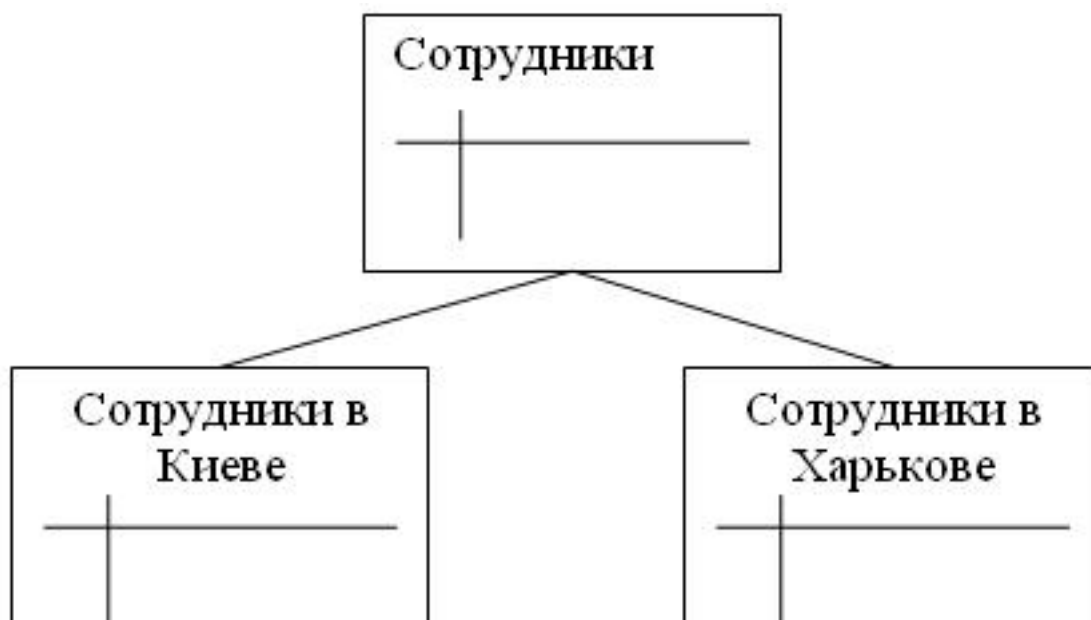 Сотрудники
Сотрудники в
Киеве
Сотрудники в
Харькове